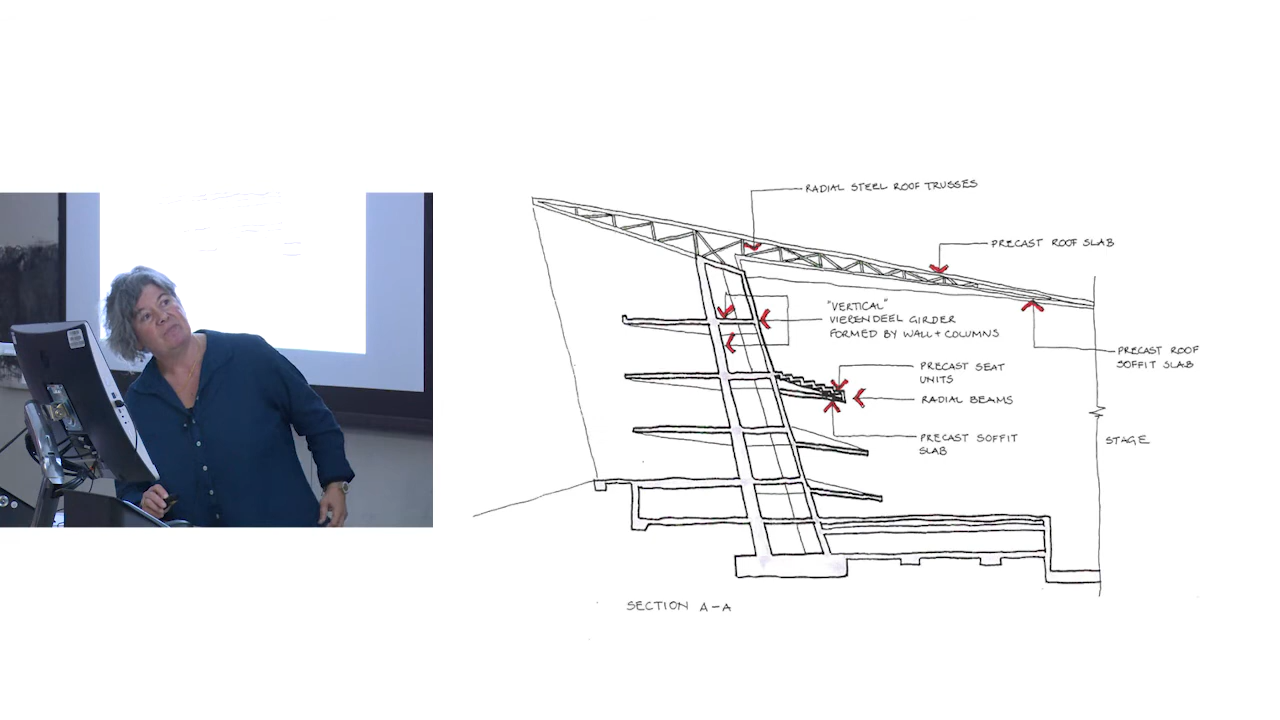 RADIAL STEEL ROOF TRUSSES
PRECAST ROOF SLAB
"VERTICAL"
VIERENDEEL GIRDER
FORMED BY WALL + COLUMNS
PRECAST ROOF
SOFFIT SLAB
PRECAST SEAT
UNITS
RADIAL BEAMS
PRECAST SOFFIT
SLAB
STAGE
SECTION A-A